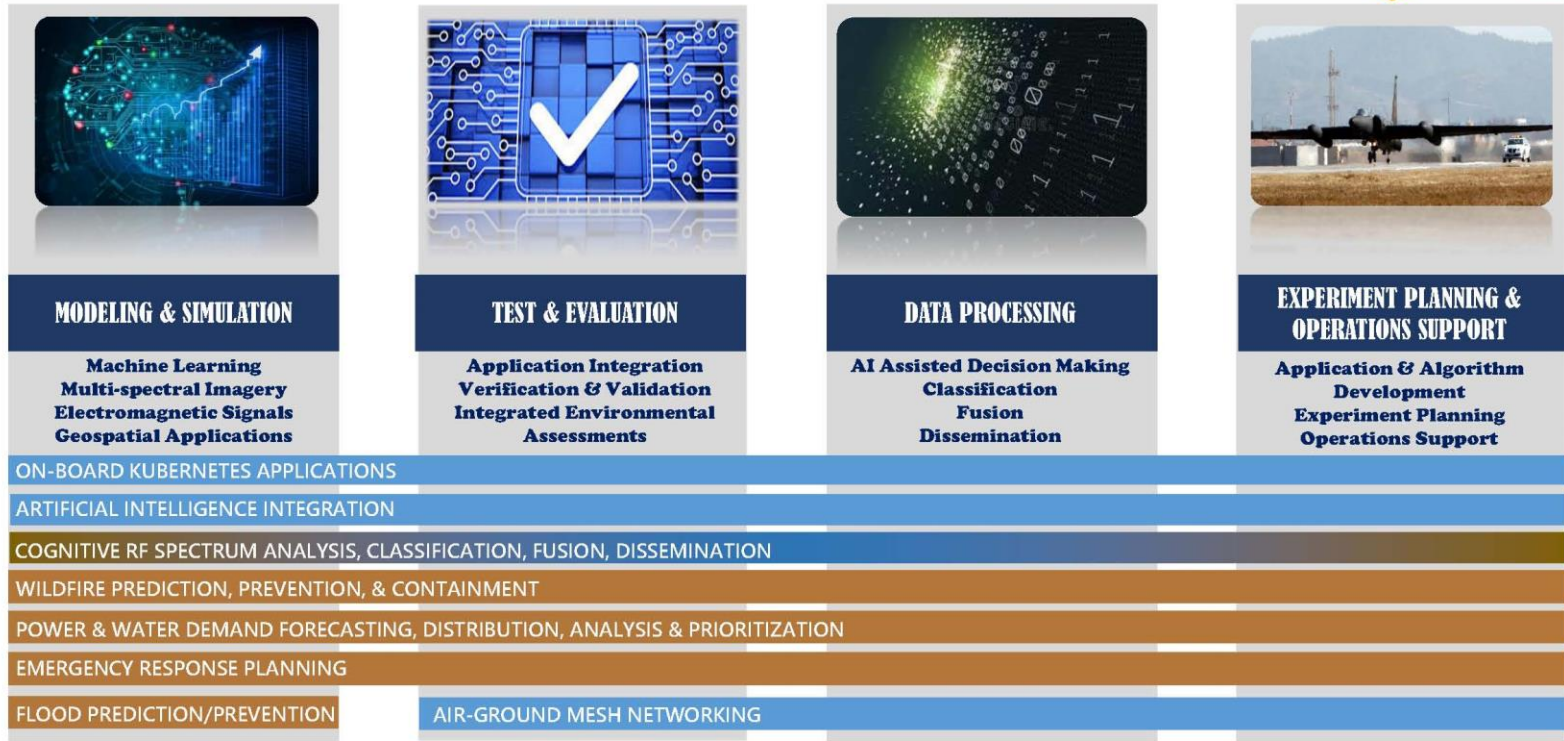 MODELING & SIMULATION
Machine Learning
Multi-spectral Imagery
Electromagnetic Signals
Geospatial Applications
TEST & EVALUATION
Application Integration
Verification & Validation
Integrated Environmental
Assessments
DATA PROCESSING
AI Assisted Decision Making
Classification
Fusion
Dissemination
EXPERIMENT PLANNING &
OPERATIONS SUPPORT
Application & Algorithm
Development
Experiment Planning
Operations Support
ON-BOARD KUBERNETES APPLICATIONS
ARTIFICIAL INTELLIGENCE INTEGRATION
COGNITIVE RF SPECTRUM ANALYSIS, CLASSIFICATION, FUSION, DISSEMINATION
WILDFIRE PREDICTION, PREVENTION, & CONTAINMENT
POWER & WATER DEMAND FORECASTING, DISTRIBUTION, ANALYSIS & PRIORITIZATION
EMERGENCY RESPONSE PLANNING
FLOOD PREDICTION/PREVENTION
AIR-GROUND MESH NETWORKING